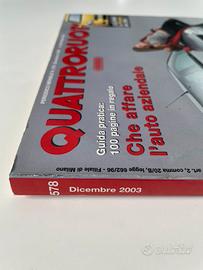 QUATTRORUOTE
Guida pratica:
100 pagine in regalo
Che affare
l'auto aziendale
art. 2, comma 20/B, legge 662/96 - Filiale di Milano
578
Dicembre 2003
subito